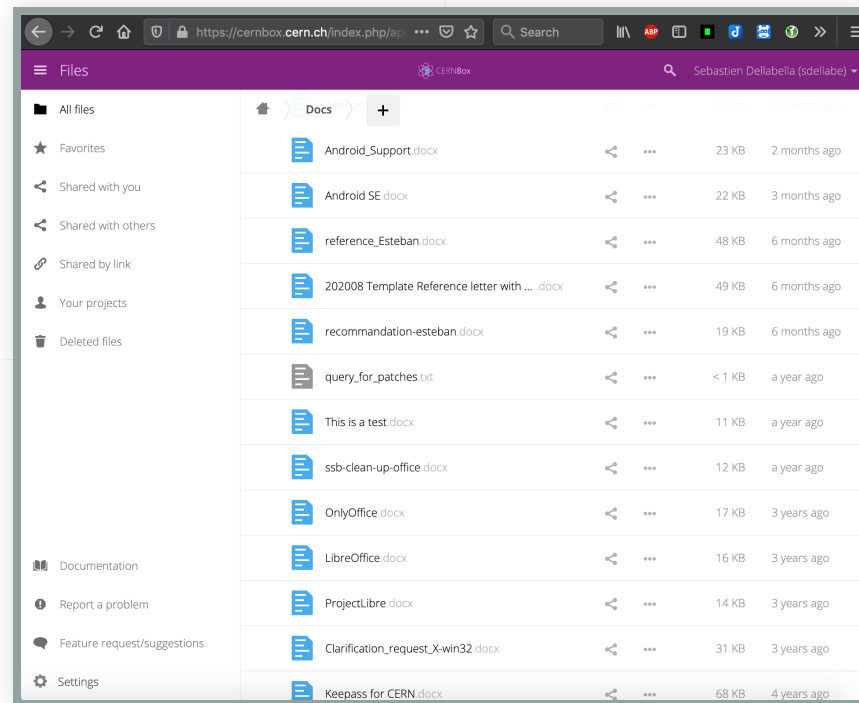 https://cernbox.cern.ch/index.php/ap
Search
ABP
Files
CERNBox
Sebastien Dellabella (sdellabe)
All files
Favorites
Shared with you
Shared with others
Shared by link
Your projects
Deleted files
Documentation
Report a problem
Feature request/suggestions
Settings
Docs +
Android_Support.docx 23 KB 2 months ago
Android SE.docx 22 KB 3 months ago
reference_Esteban.docx 48 KB 6 months ago
202008 Template Reference letter with ... .docx 49 KB 6 months ago
recommandation-esteban.docx 19 KB 6 months ago
query_for_patches.txt < 1 KB a year ago
This is a test.docx 11 KB a year ago
ssb-clean-up-office.docx 12 KB a year ago
OnlyOffice.docx 17 KB 3 years ago
LibreOffice.docx 16 KB 3 years ago
ProjectLibre.docx 14 KB 3 years ago
Clarification_request_X-win32.docx 31 KB 3 years ago
Keepass for CERN.docx 68 KB 4 years ago